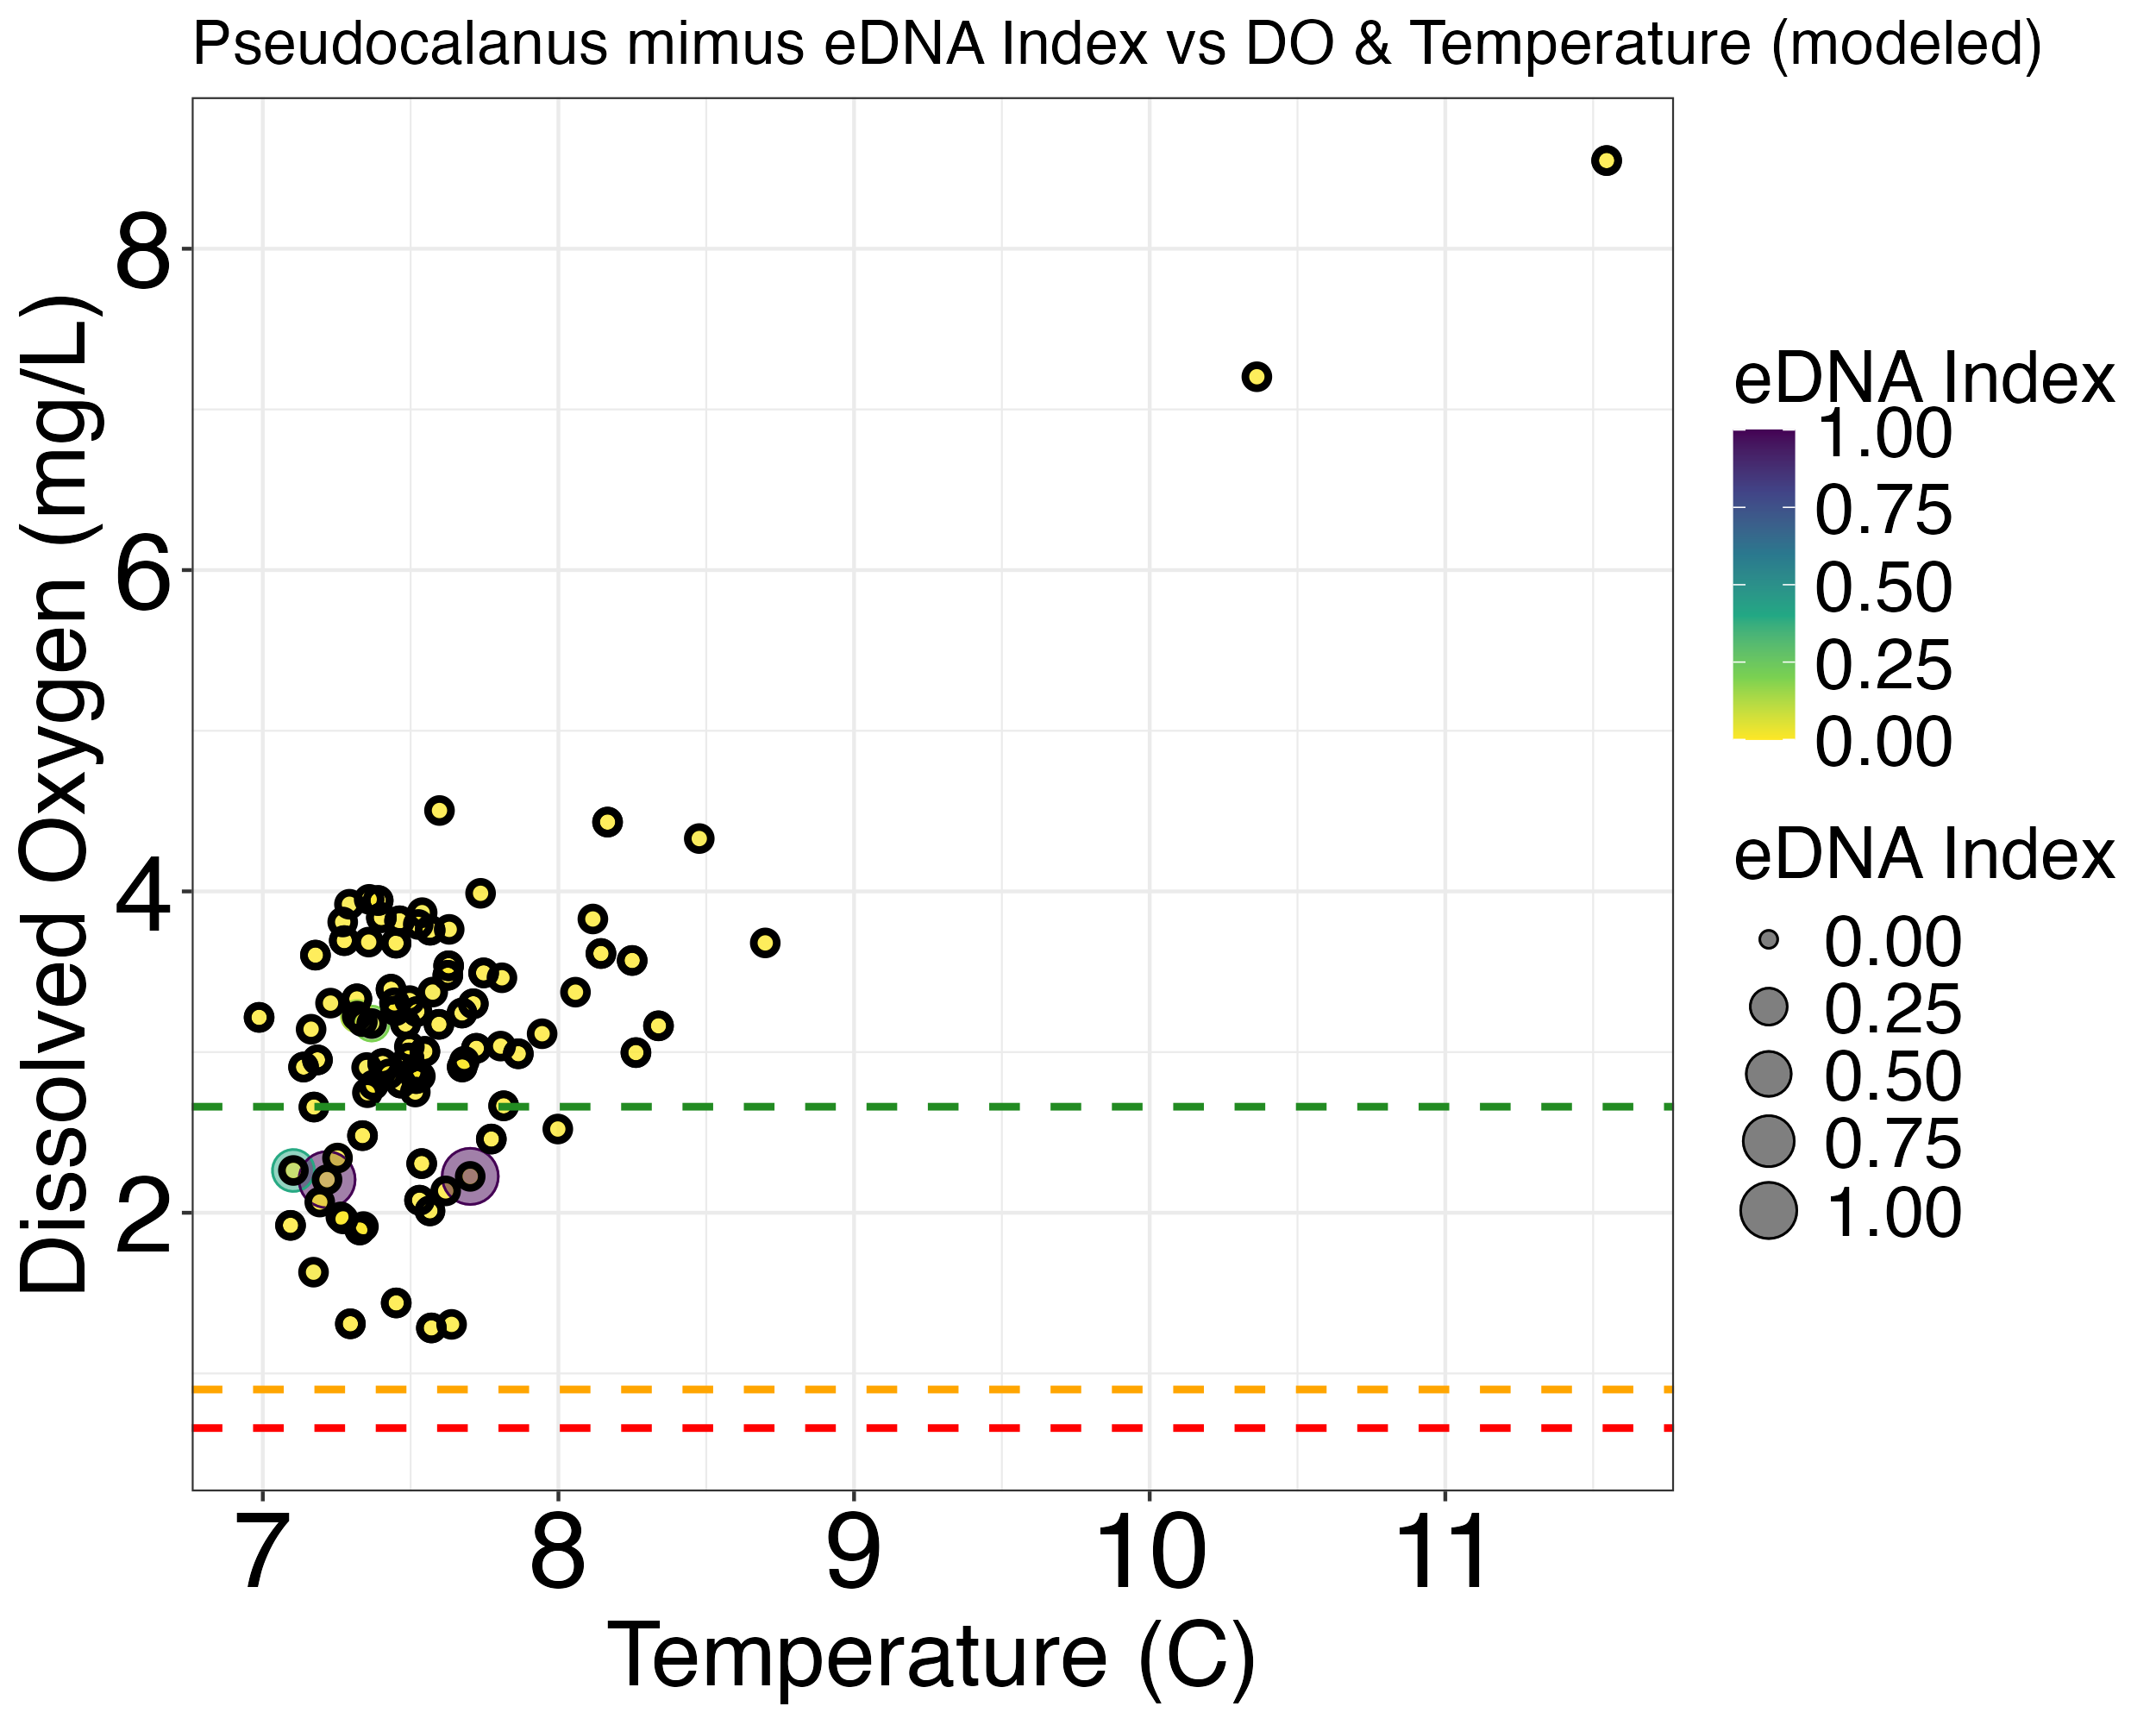 Pseudocalanus mimus eDNA Index vs DO & Temperature (modeled)
Dissolved Oxygen (mg/L)
8
6
4
2
7 8 9 10 11
Temperature (C)
eDNA Index
1.00
0.75
0.50
0.25
0.00
eDNA Index
0.00
0.25
0.50
0.75
1.00